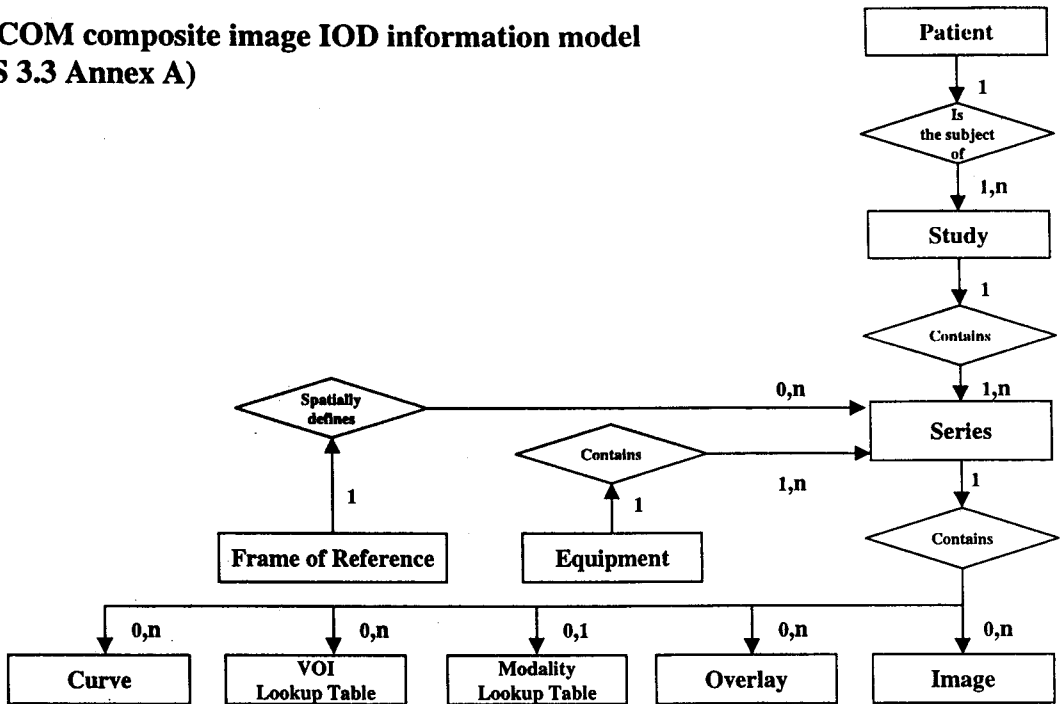 COM composite image IOD information model
S 3.3 Annex A)
Patient
1
Is
the subject
of
1,n
Study
1
Contains
1,n
Series
Spatially
defines
0,n
Contains
1,n
1
1
1
Contains
Frame of Reference
Equipment
0,n
0,n
0,1
0,n
0,n
Curve
VOI
Lookup Table
Modality
Lookup Table
Overlay
Image